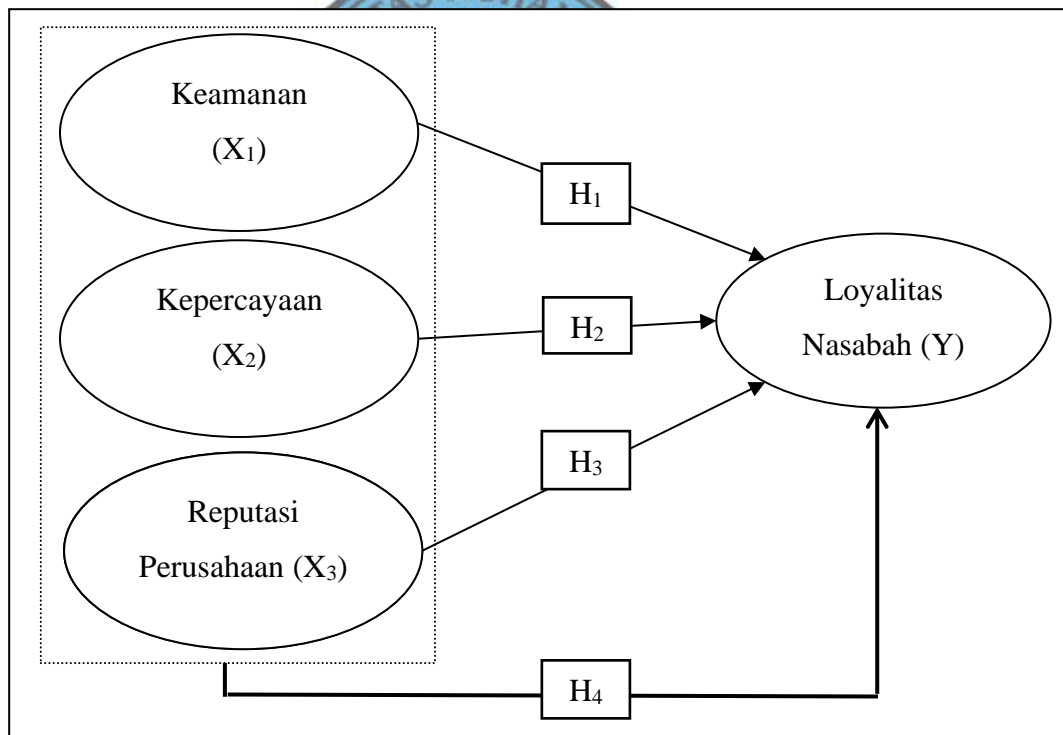 Keamanan
(X₁)
H₁
Kepercayaan
(X₂)
H₂
Loyalitas
Nasabah (Y)
Reputasi
Perusahaan (X₃)
H₃
H₄